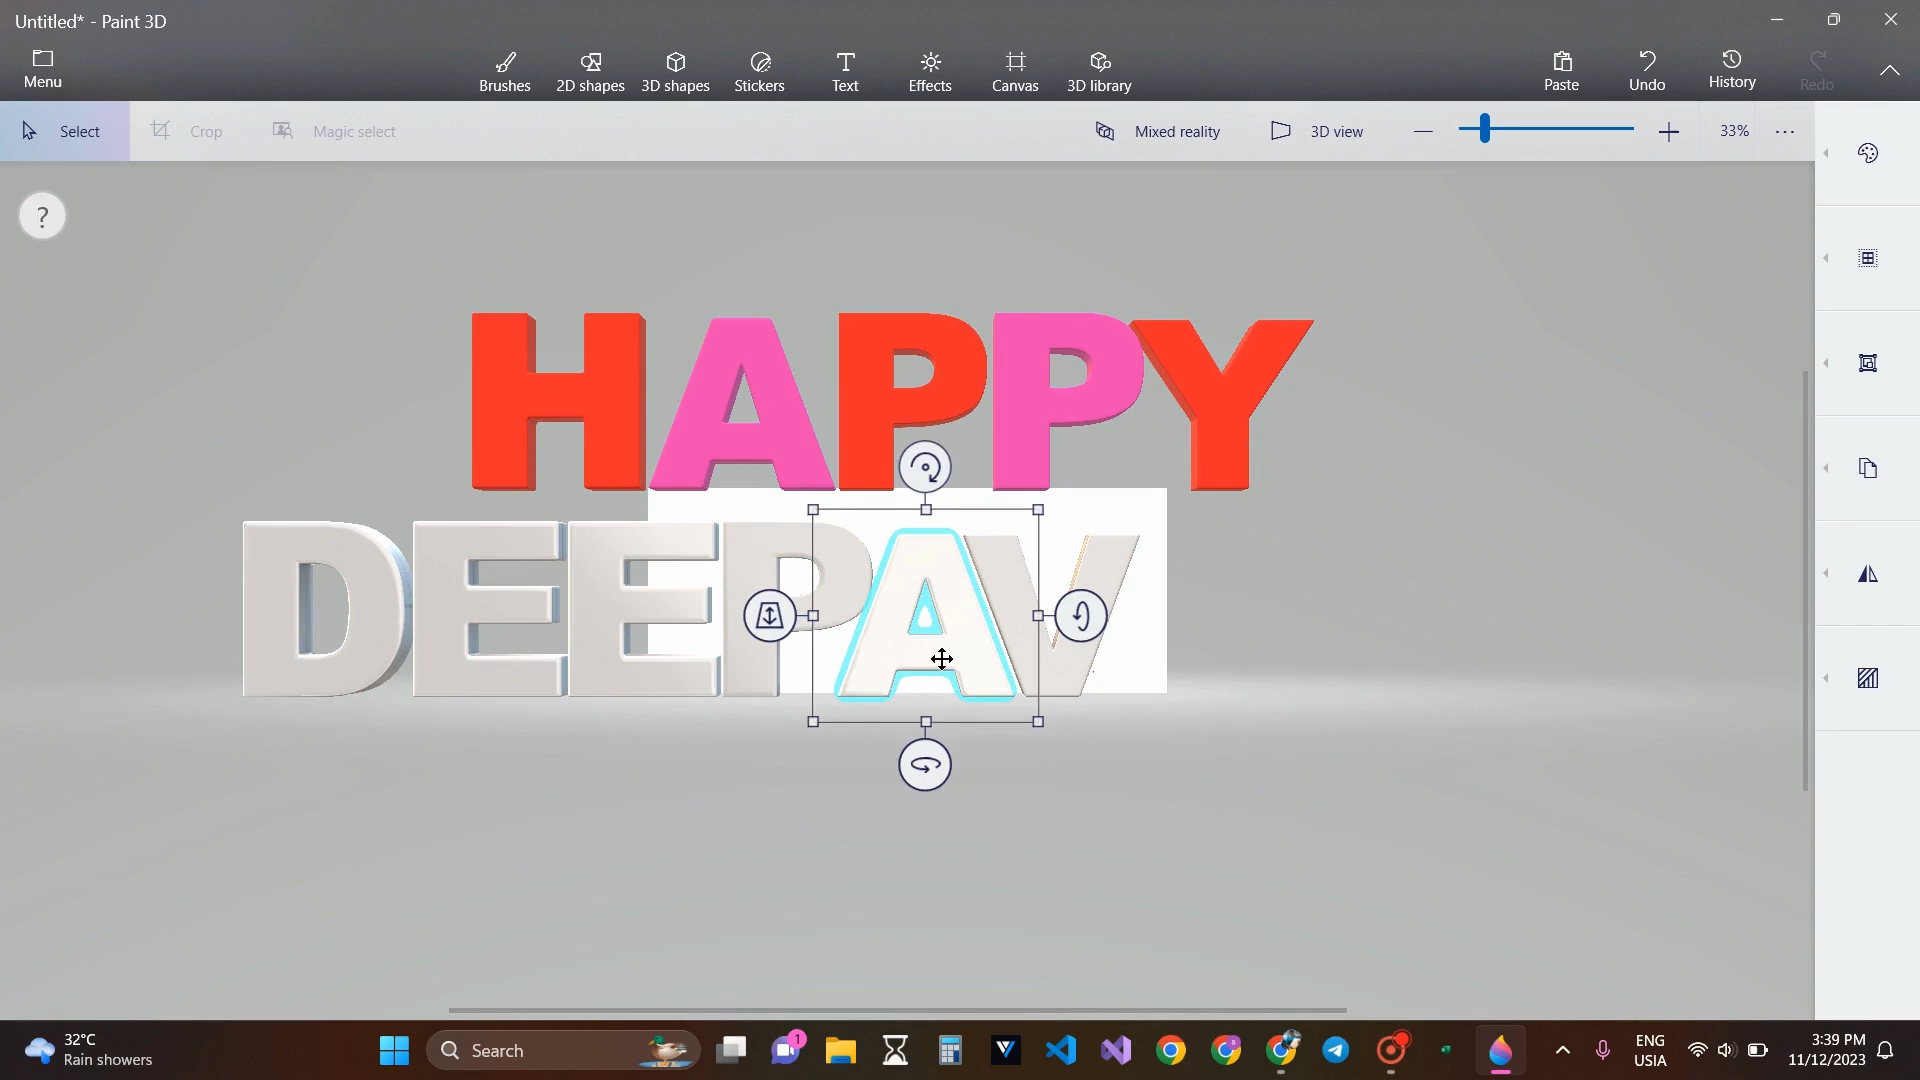 Untitled* - Paint 3D
Menu
Brushes 2D shapes 3D shapes Stickers Text Effects Canvas 3D library Paste Undo History Redo
Select Crop Magic select Mixed reality 3D view 33%
?
HAPPY
DEEPAV
32°C
Rain showers
Search
1
ENG
USIA
3:39 PM
11/12/2023